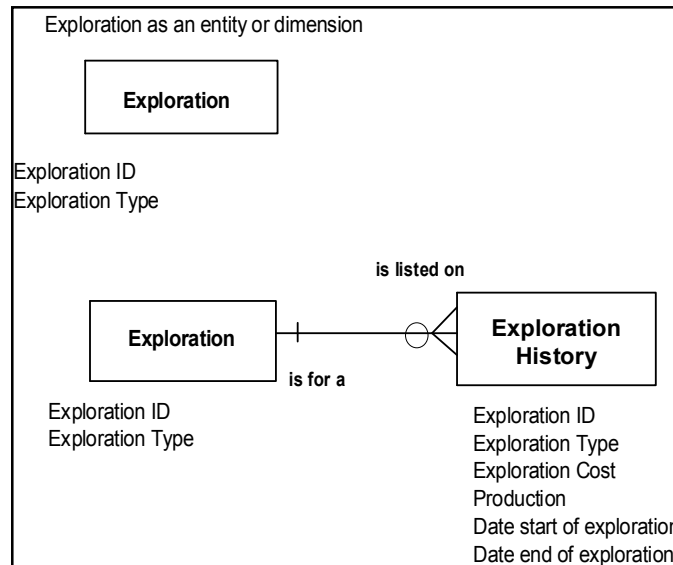 Exploration as an entity or dimension
Exploration
Exploration ID
Exploration Type
is listed on
Exploration
Exploration
History
is for a
Exploration ID
Exploration Type
Exploration ID
Exploration Type
Exploration Cost
Production
Date start of exploration
Date end of exploration